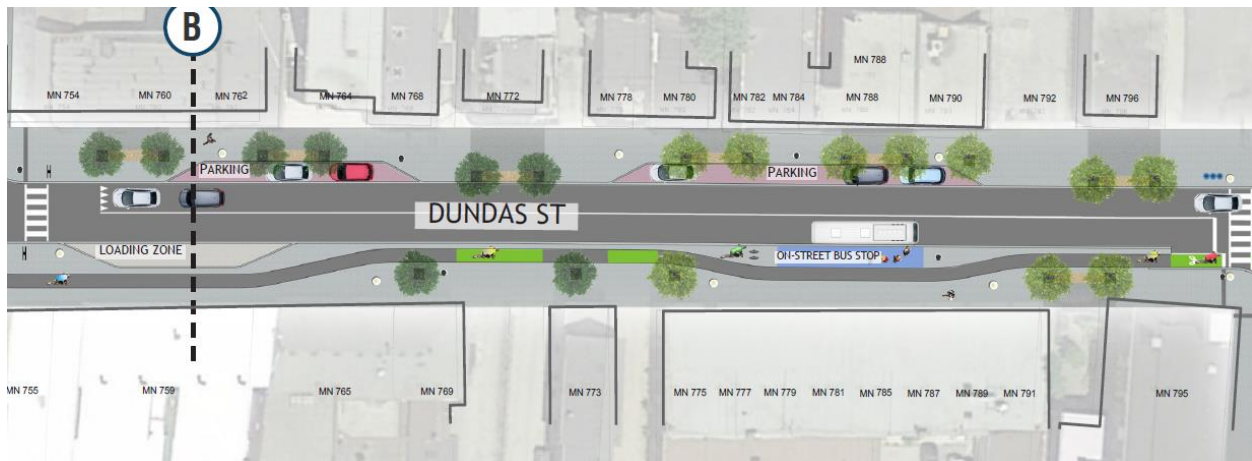 B
MN 754
MN 760
MN 762
MN 764
MN 768
MN 772
MN 778
MN 780
MN 782
MN 784
MN 788
MN 788
MN 790
MN 792
MN 796
PARKING
PARKING
DUNDAS ST
LOADING ZONE
ON-STREET BUS STOP
MN 755
MN 759
MN 765
MN 769
MN 773
MN 775
MN 777
MN 779
MN 781
MN 785
MN 787
MN 789
MN 791
MN 795